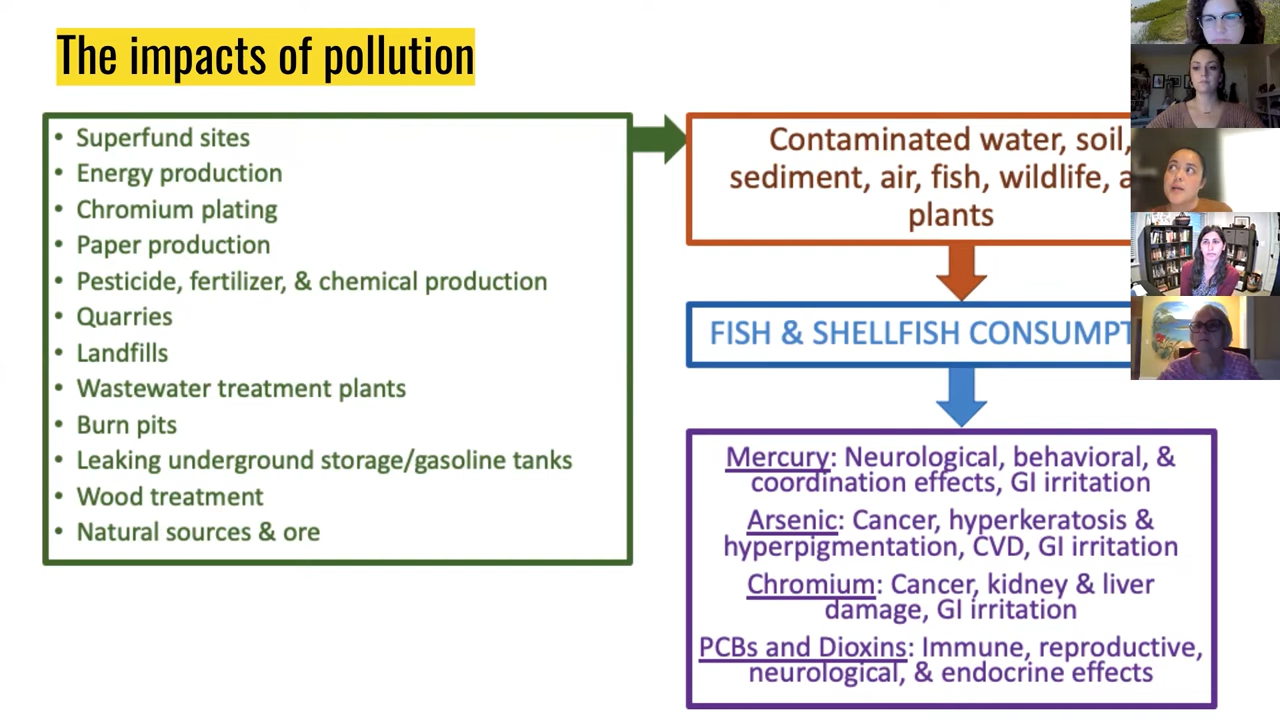 The impacts of pollution
• Superfund sites
• Energy production
• Chromium plating
• Paper production
• Pesticide, fertilizer, & chemical production
• Quarries
• Landfills
• Wastewater treatment plants
• Burn pits
• Leaking underground storage/gasoline tanks
• Wood treatment
• Natural sources & ore
Contaminated water, soil,
sediment, air, fish, wildlife,
plants
FISH & SHELLFISH
Mercury: Neurological, behavioral, &
coordination effects, GI irritation
Arsenic: Cancer, hyperkeratosis &
hyperpigmentation, CVD, GI irritation
Chromium: Cancer, kidney & liver
damage, GI irritation
PCBs and Dioxins: Immune, reproductive,
neurological, & endocrine effects